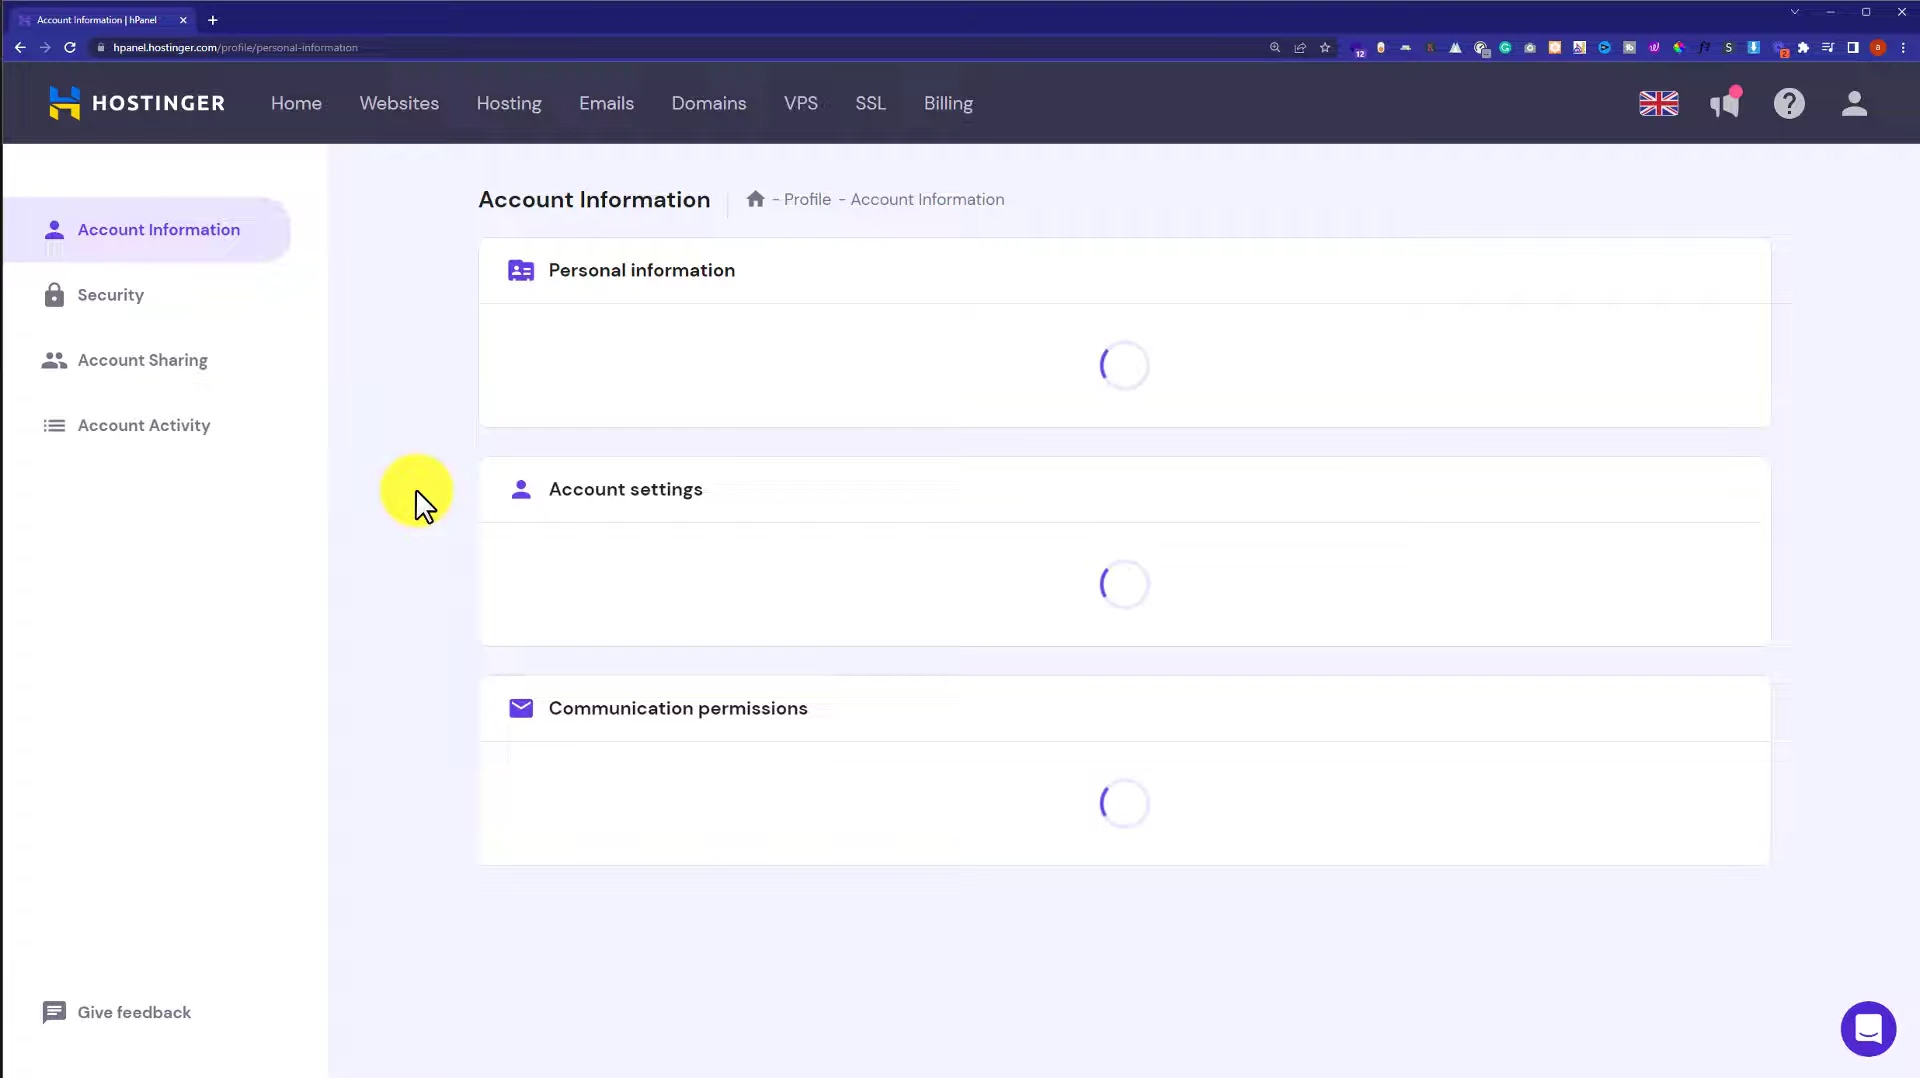 Account Information | hPanel
hpanel.hostinger.com/profile/personal-information
12
2
a
HOSTINGER
Home
Websites
Hosting
Emails
Domains
VPS
SSL
Billing
Account Information
Security
Account Sharing
Account Activity
Give feedback
Account Information
- Profile - Account Information
Personal information
Account settings
Communication permissions